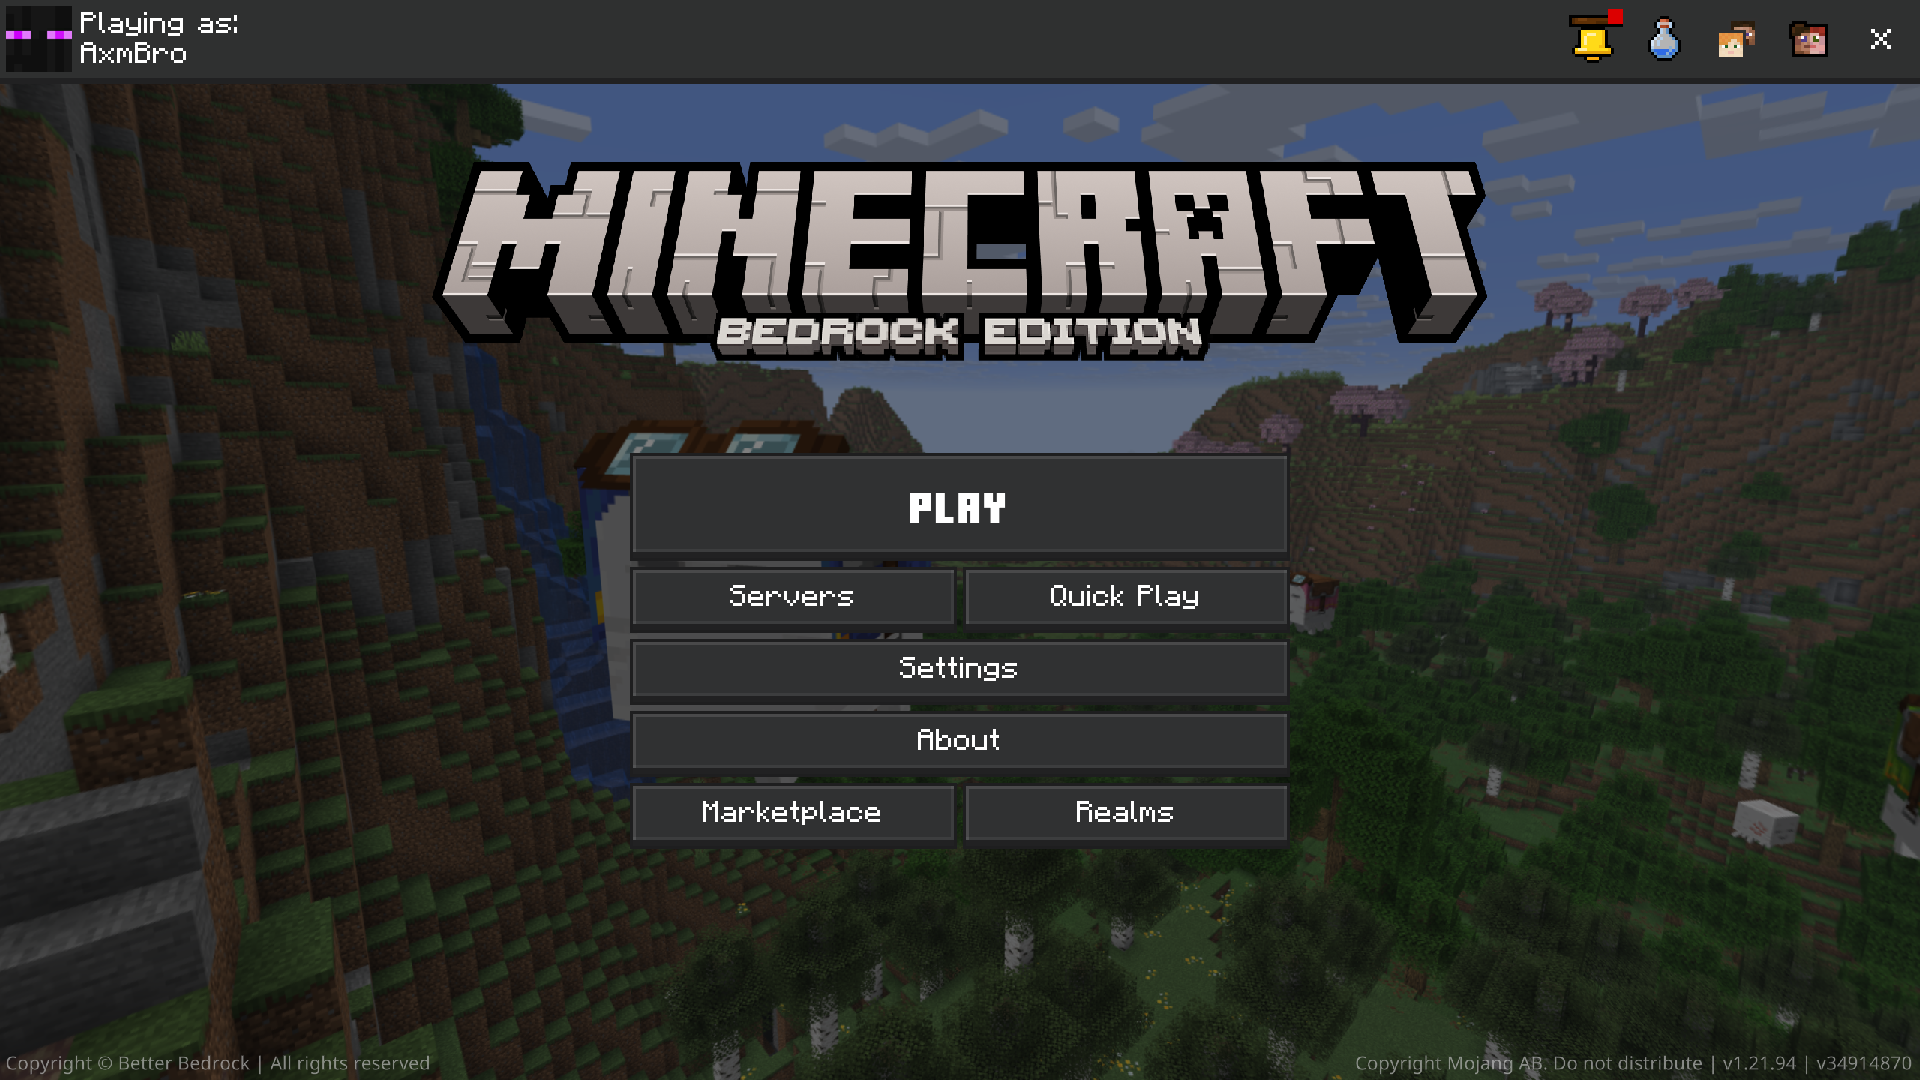 Playing as:
AxmBro
MINECRAFT
BEDROCK EDITION
PLAY
Servers
Quick Play
Settings
About
Marketplace
Realms
Copyright © Better Bedrock | All rights reserved
Copyright Mojang AB. Do not distribute | v1.21.94 | v34914870